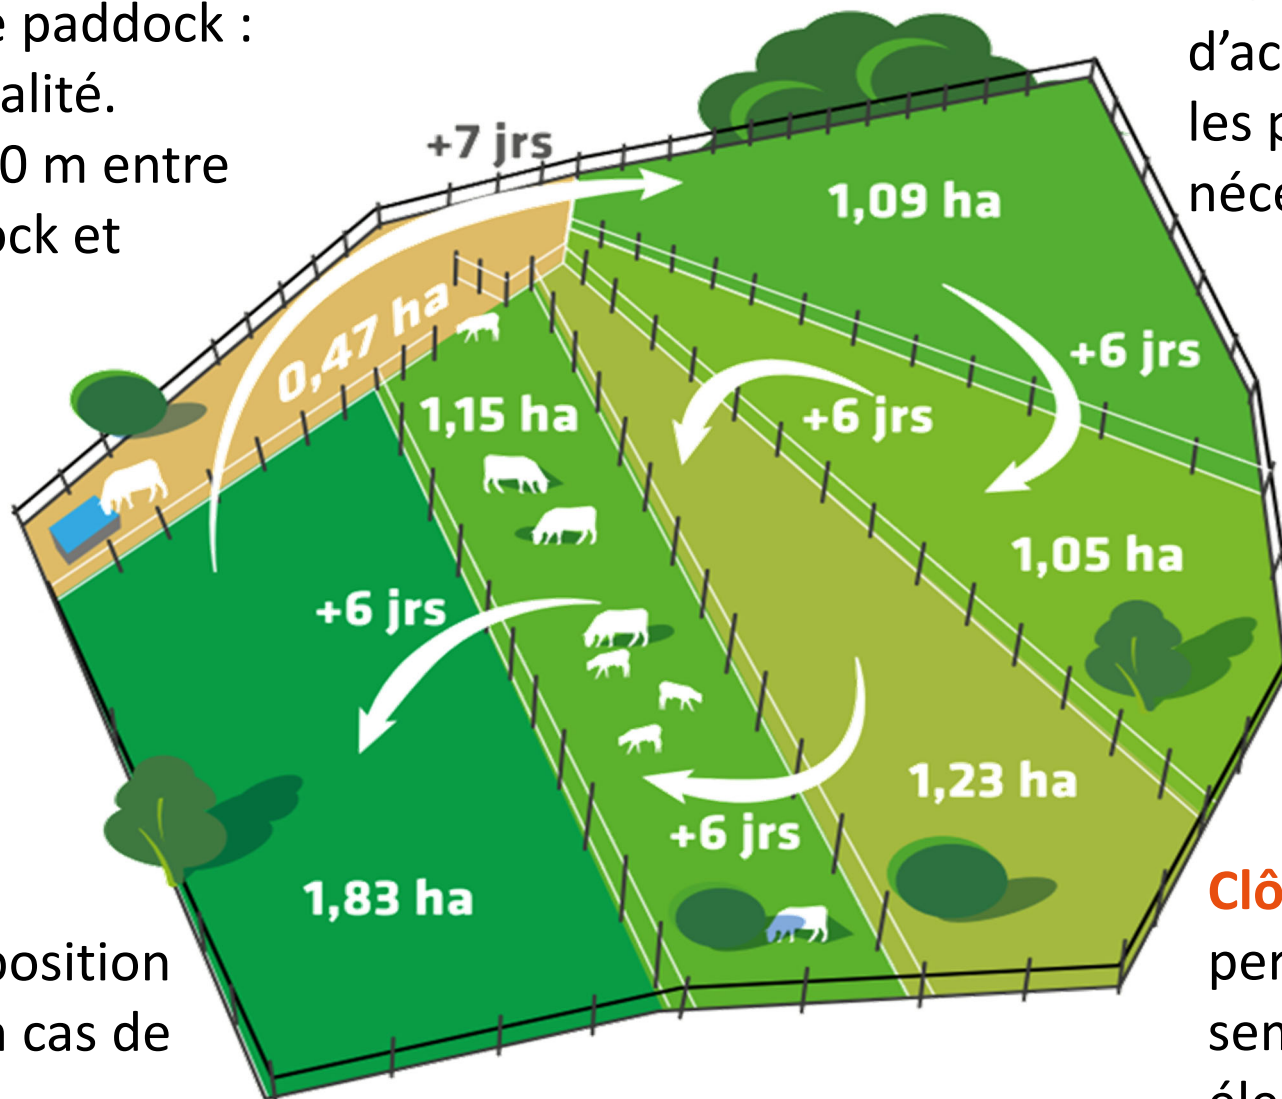 e paddock :
alité.
0 m entre
ock et
d'ac
les p
néce
+7 jrs
1,09 ha
0,47 ha
+6 jrs
1,15 ha
+6 jrs
1,05 ha
+6 jrs
1,23 ha
+6 jrs
1,83 ha
position
n cas de
Clô
per
sen
élec